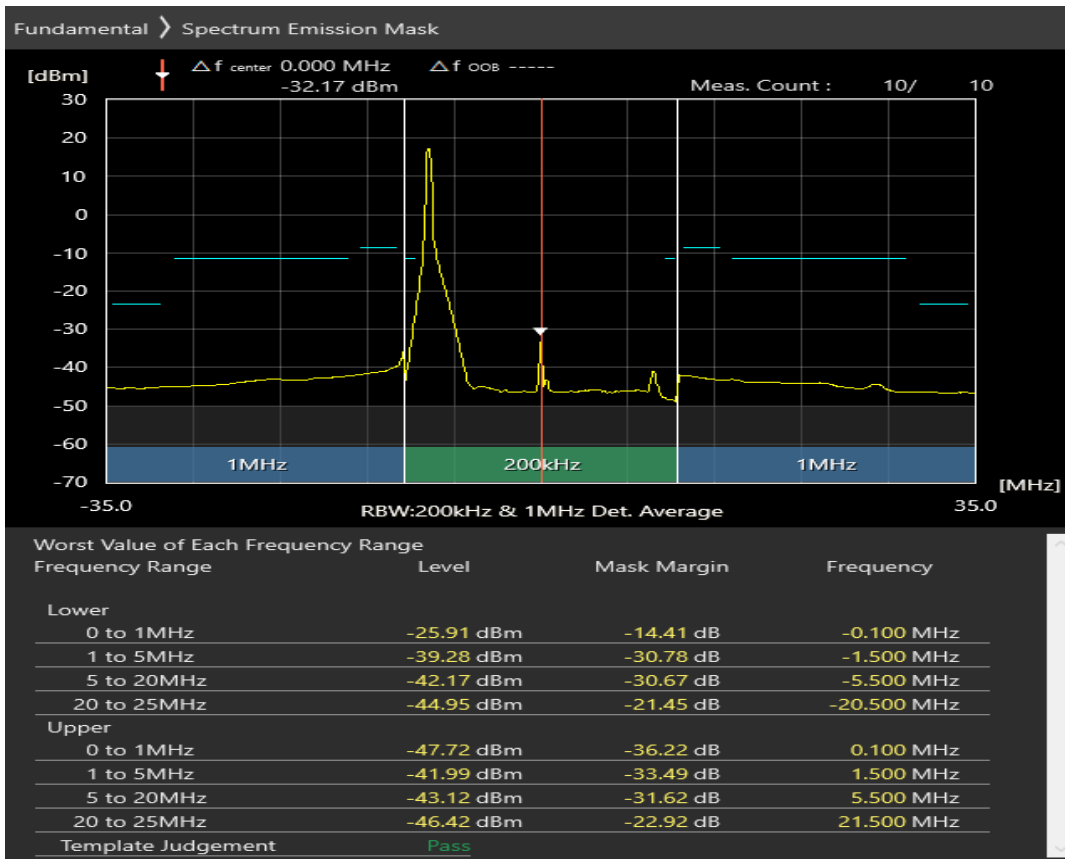 Fundamental ❯ Spectrum Emission Mask
[dBm] △f center 0.000 MHz △f OOB -----
-32.17 dBm Meas. Count : 10/ 10
30
20
10
0
-10
-20
-30
-40
-50
-60
1MHz 200kHz 1MHz
-70 [MHz]
-35.0 RBW:200kHz & 1MHz Det. Average 35.0
Worst Value of Each Frequency Range
Frequency Range Level Mask Margin Frequency
Lower
0 to 1MHz -25.91 dBm -14.41 dB -0.100 MHz
1 to 5MHz -39.28 dBm -30.78 dB -1.500 MHz
5 to 20MHz -42.17 dBm -30.67 dB -5.500 MHz
20 to 25MHz -44.95 dBm -21.45 dB -20.500 MHz
Upper
0 to 1MHz -47.72 dBm -36.22 dB 0.100 MHz
1 to 5MHz -41.99 dBm -33.49 dB 1.500 MHz
5 to 20MHz -43.12 dBm -31.62 dB 5.500 MHz
20 to 25MHz -46.42 dBm -22.92 dB 21.500 MHz
Template Judgement Pass